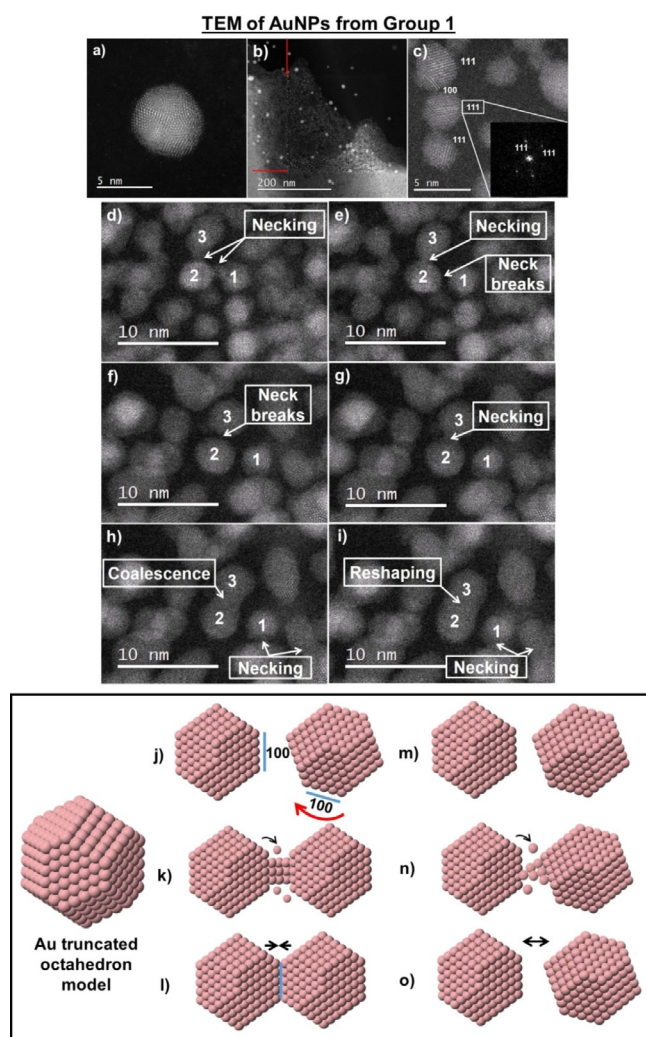 TEM of AuNPs from Group 1
a)
5 nm
b)
200 nm
c)
111
100
111
111
5 nm
111
111
d)
Necking
3
2
1
10 nm
e)
Necking
3
2
1
Neck
breaks
10 nm
f)
Neck
breaks
3
2
1
10 nm
g)
3
Necking
2
1
10 nm
h)
Coalescence
3
2
1
10 nm
Necking
i)
Reshaping
3
2
1
10 nm
Necking
j)
100
100
m)
k)
n)
Au truncated
octahedron
model
l)
o)